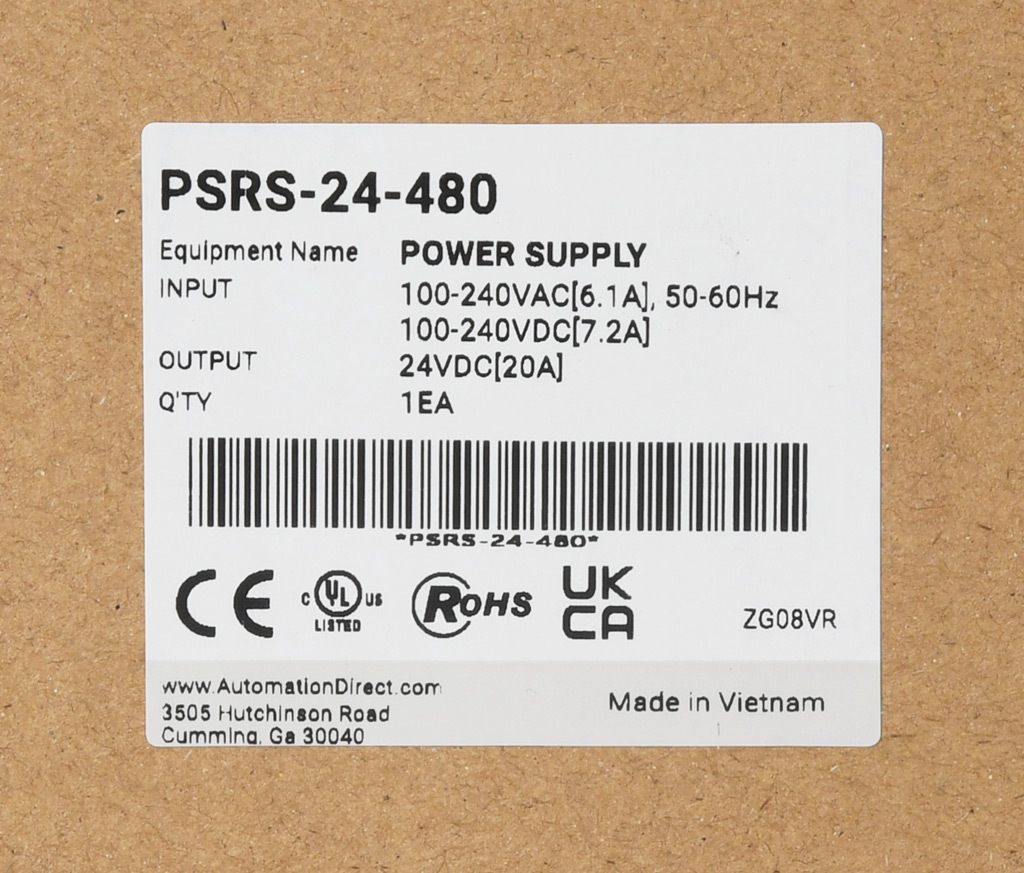 PSRS-24-480
Equipment Name POWER SUPPLY
INPUT 100-240VAC[6.1A], 50-60Hz
100-240VDC[7.2A]
OUTPUT 24VDC[20A]
Q'TY 1EA
*PSRS-24-480*
CE C UL US LISTED RoHS UK CA ZG08VR
www.AutomationDirect.com
3505 Hutchinson Road
Cumming, Ga 30040
Made in Vietnam